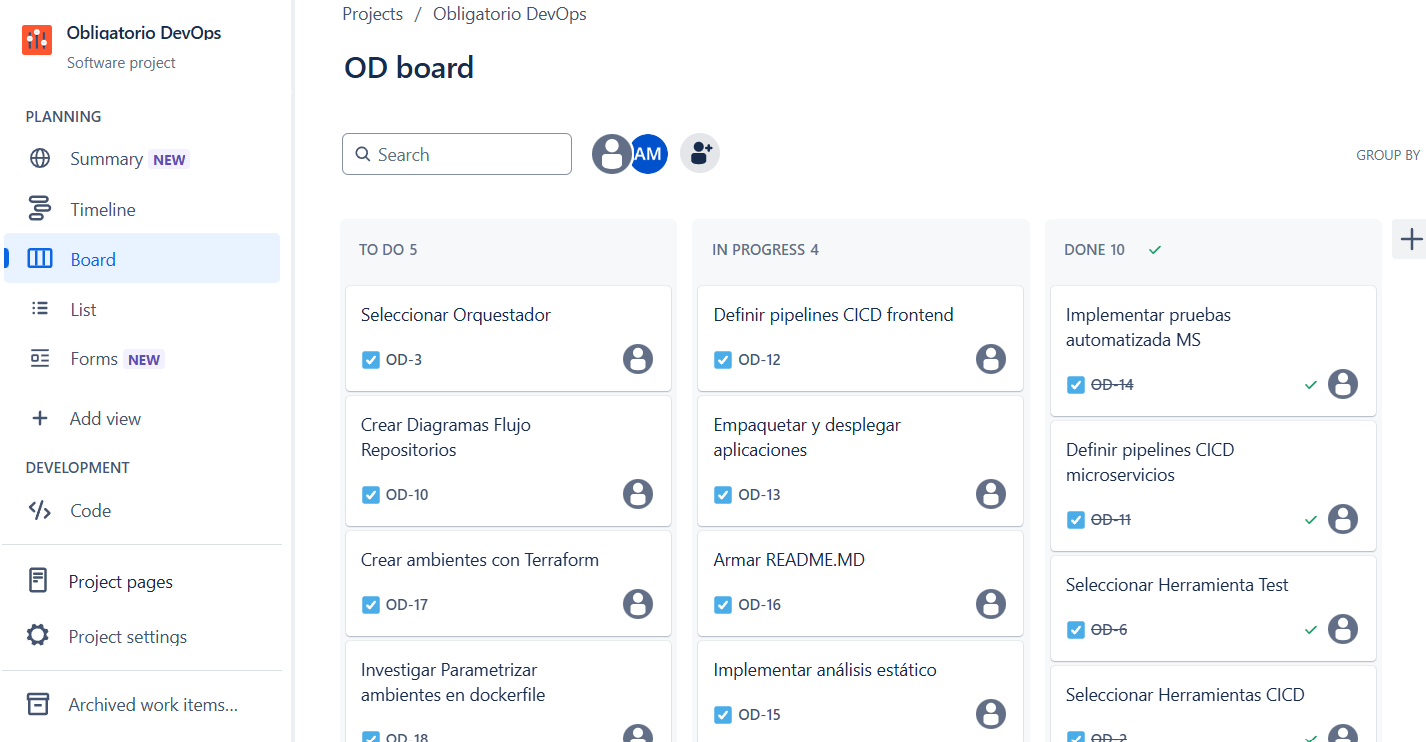 Obligatorio DevOps
Software project
PLANNING
Summary NEW
Timeline
Board
List
Forms NEW
Add view
DEVELOPMENT
Code
Project pages
Project settings
Archived work items...
Projects / Obligatorio DevOps
OD board
Search
AM
GROUP BY
TO DO 5
Seleccionar Orquestador
OD-3
Crear Diagramas Flujo
Repositorios
OD-10
Crear ambientes con Terraform
OD-17
Investigar Parametrizar
ambientes en dockerfile
OD-18
IN PROGRESS 4
Definir pipelines CICD frontend
OD-12
Empaquetar y desplegar
aplicaciones
OD-13
Armar README.MD
OD-16
Implementar análisis estático
OD-15
DONE 10
Implementar pruebas
automatizada MS
OD-14
Definir pipelines CICD
microservicios
OD-11
Seleccionar Herramienta Test
OD-6
Seleccionar Herramientas CICD
OD-2